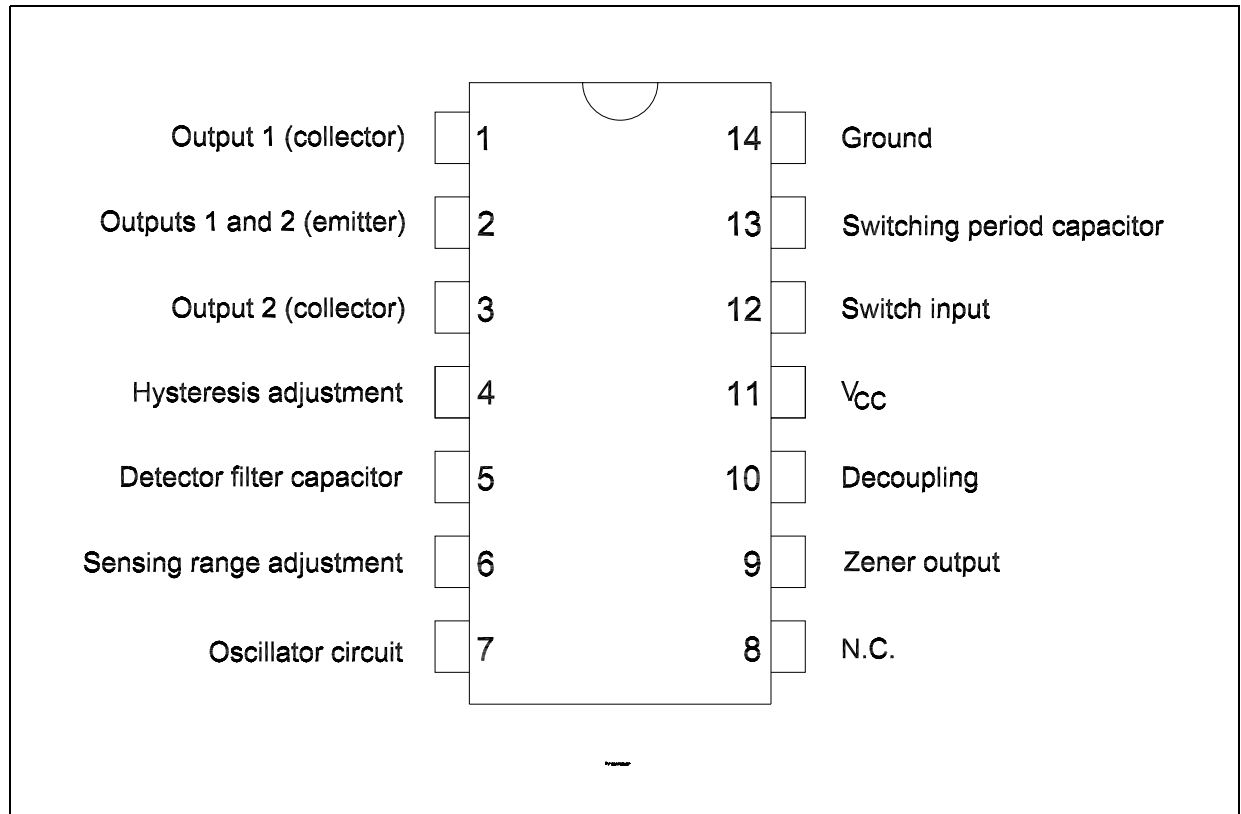 Output 1 (collector) 1 14 Ground
Outputs 1 and 2 (emitter) 2 13 Switching period capacitor
Output 2 (collector) 3 12 Switch input
Hysteresis adjustment 4 11 VCC
Detector filter capacitor 5 10 Decoupling
Sensing range adjustment 6 9 Zener output
Oscillator circuit 7 8 N.C.